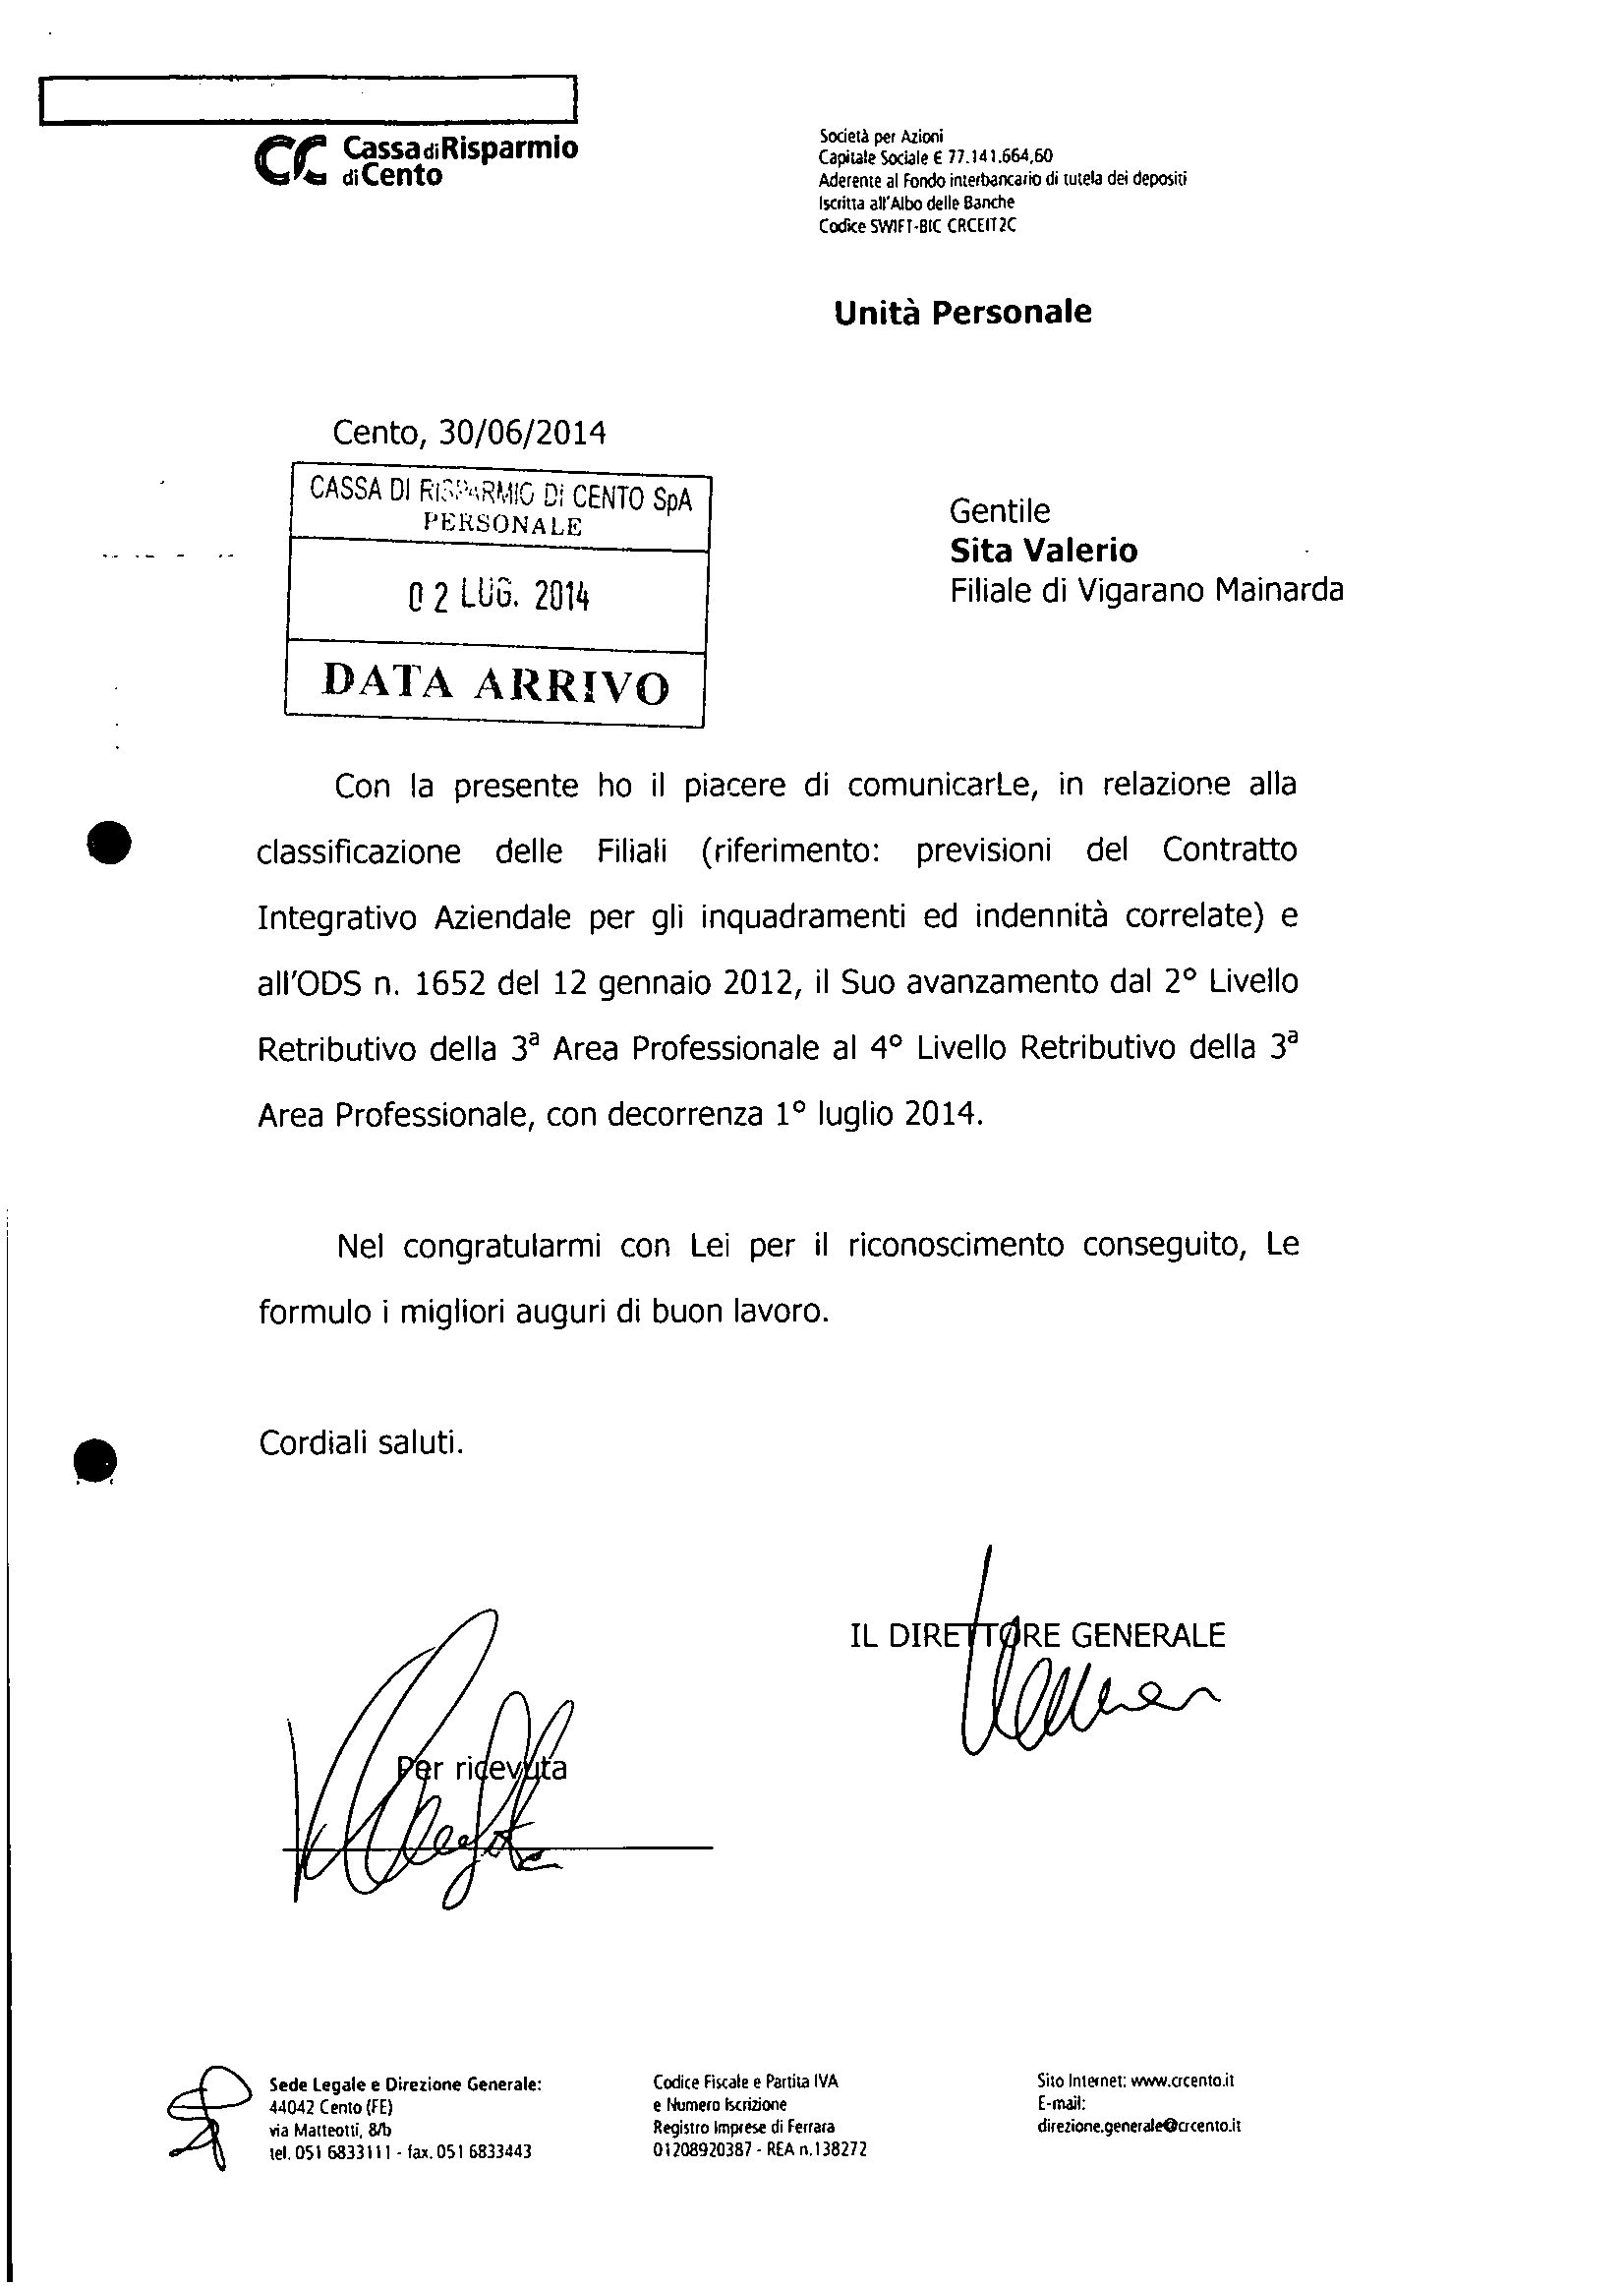 Cassa di Risparmio
di Cento
Società per Azioni
Capitale Sociale € 77.141.664,60
Aderente al Fondo interbancario di tutela dei depositi
Iscritta all'Albo delle Banche
Codice SWIFT-BIC CRCEIT2C
Unità Personale
Cento, 30/06/2014
CASSA DI RISPARMIO DI CENTO SpA
PERSONALE
02 LUG. 2014
DATA ARRIVO
Gentile
Sita Valerio
Filiale di Vigarano Mainarda
Con la presente ho il piacere di comunicarLe, in relazione alla
classificazione delle Filiali (riferimento: previsioni del Contratto
Integrativo Aziendale per gli inquadramenti ed indennità correlate) e
all'ODS n. 1652 del 12 gennaio 2012, il Suo avanzamento dal 2° Livello
Retributivo della 3ª Area Professionale al 4° Livello Retributivo della 3ª
Area Professionale, con decorrenza 1° luglio 2014.
Nel congratularmi con Lei per il riconoscimento conseguito, Le
formulo i migliori auguri di buon lavoro.
Cordiali saluti.
IL DIRETTORE GENERALE
Per ricevuta
Sede Legale e Direzione Generale:
44042 Cento (FE)
via Matteotti, 8/b
tel. 051 6833111 - fax. 051 6833443
Codice Fiscale e Partita IVA
e Numero Iscrizione
Registro Imprese di Ferrara
01208920387 - REA n.138272
Sito Internet: www.crcento.it
E-mail:
direzione.generale@crcento.it